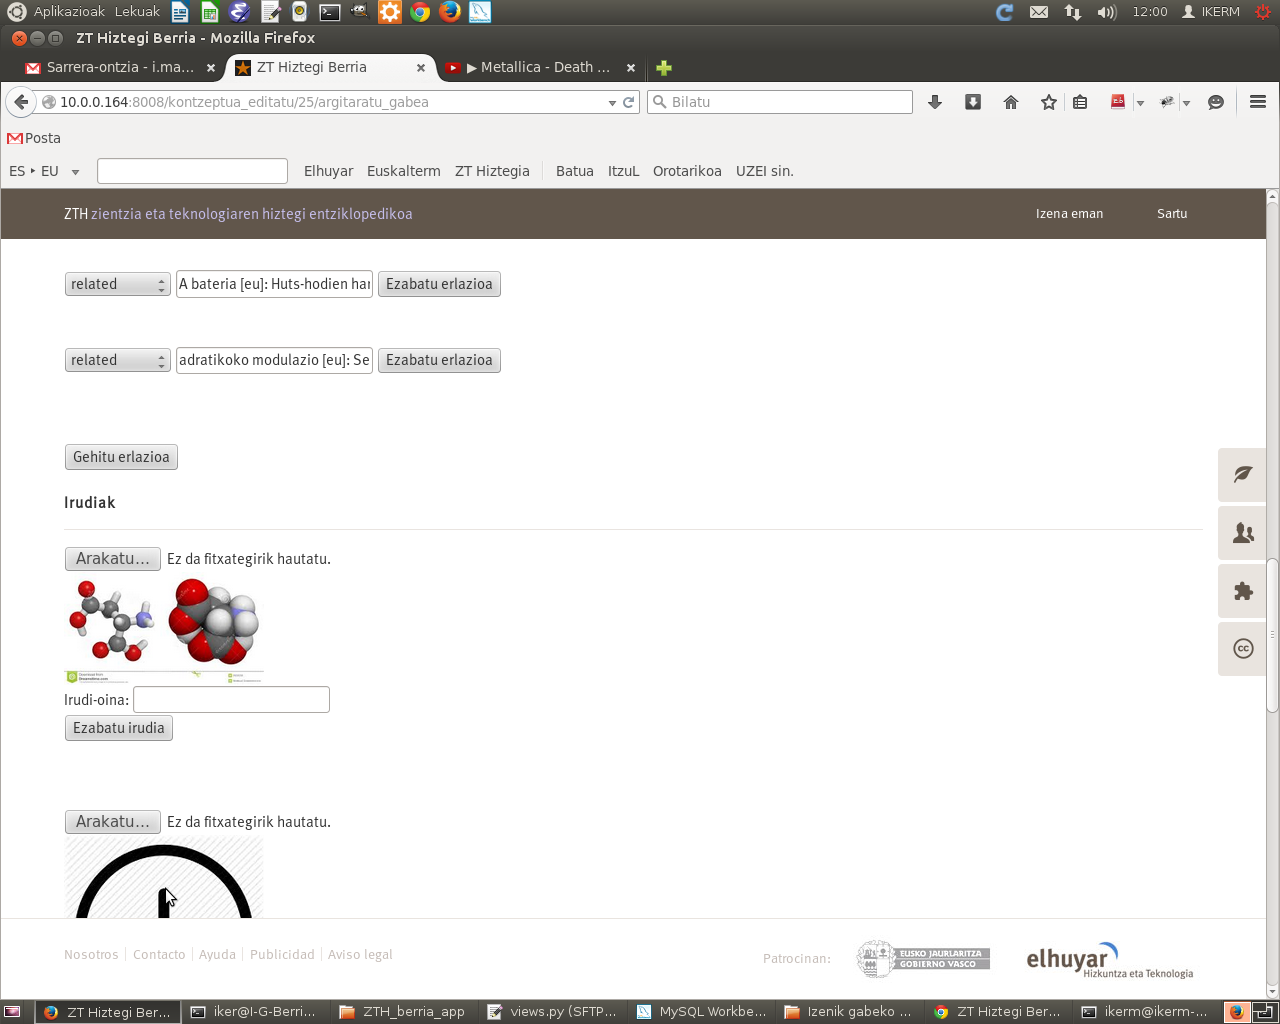 Aplikazioak Lekuak 12:00 IKERM
ZT Hiztegi Berria - Mozilla Firefox
Sarrera-ontzia - i.ma... ZT Hiztegi Berria ▶ Metallica - Death ...
10.0.0.164:8008/kontzeptua_editatu/25/argitaratu_gabea Bilatu
Posta
ES ‣ EU Elhuyar Euskalterm ZT Hiztegia Batua ItzuL Orotarikoa UZEI sin.
ZTH zientzia eta teknologiaren hiztegi entziklopedikoa Izena eman Sartu
related A bateria [eu]: Huts-hodien har Ezabatu erlazioa
related adratikoko modulazio [eu]: Se Ezabatu erlazioa
Gehitu erlazioa
Irudiak
Arakatu... Ez da fitxategirik hautatu.
Irudi-oina:
Ezabatu irudia
Arakatu... Ez da fitxategirik hautatu.
Nosotros Contacto Ayuda Publicidad Aviso legal Patrocinan: EUSKO JAURLARITZA
GOBIERNO VASCO
elhuyar
Hizkuntza eta Teknologia
ZT Hiztegi Ber... iker@I-G-Berri... ZTH_berria_app views.py (SFTP... MySQL Workbe... Izenik gabeko ... ZT Hiztegi Ber... ikerm@ikerm-...